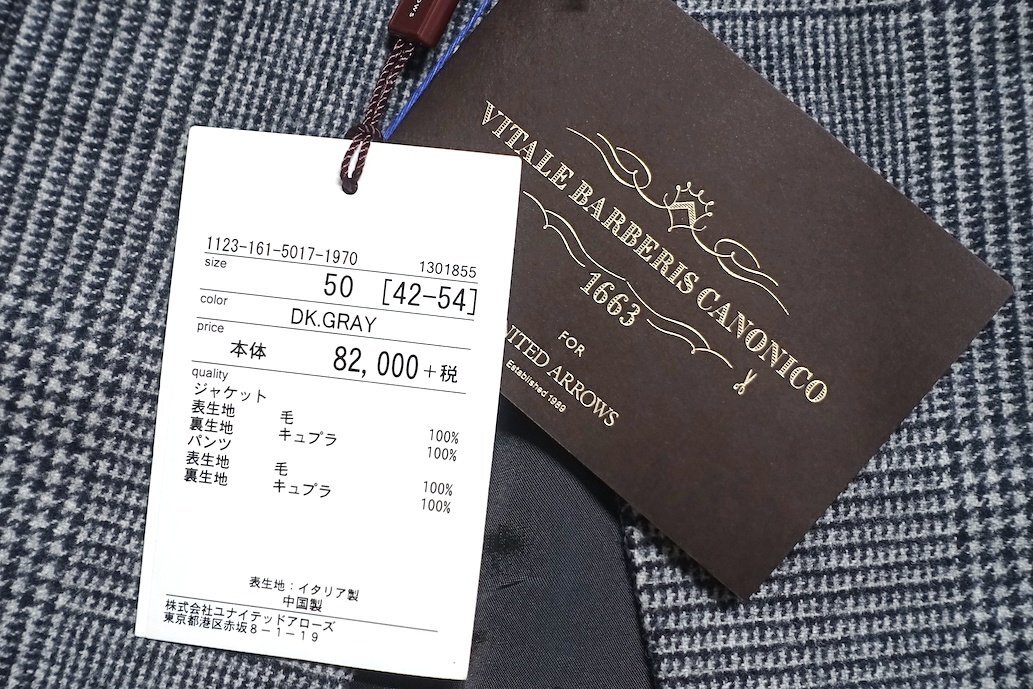 1123-161-5017-1970 1301855
size 50 [42-54]
color DK.GRAY
price 本体 82,000+税
quality
ジャケット
表生地 毛 100%
裏生地 キュプラ 100%
パンツ
表生地 毛 100%
裏生地 キュプラ 100%
表生地：イタリア製
中国製
株式会社ユナイテッドアローズ
東京都港区赤坂8－1－19
VITALE BARBERIS CANONICO
1663
FOR
NITED ARROWS
Established 1989